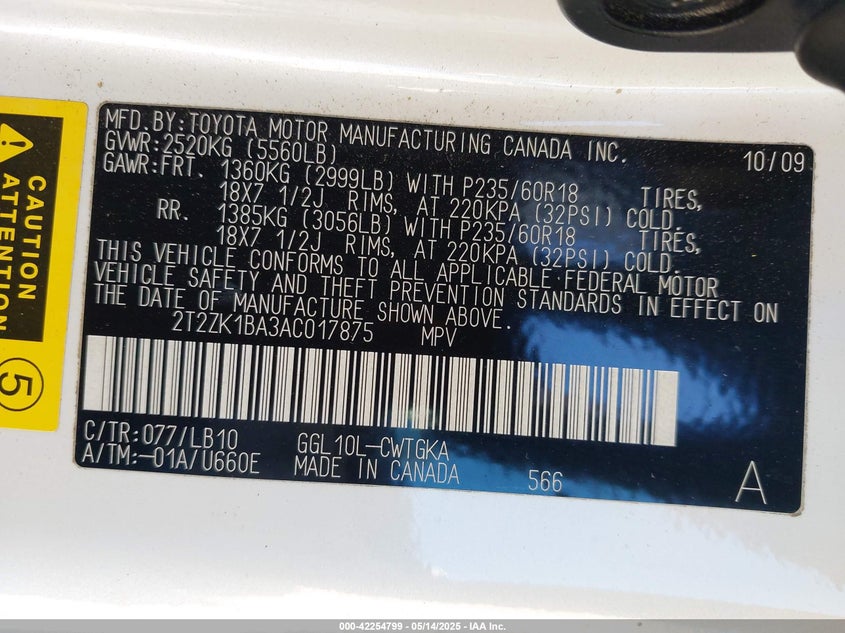 CAUTION
ATTENTION
5
MFD. BY: TOYOTA MOTOR MANUFACTURING CANADA INC. 10/09
GVWR: 2520KG (5560LB)
GAWR: FRT. 1360KG (2999LB) WITH P235/60R18 TIRES,
18X7 1/2J RIMS, AT 220KPA (32PSI) COLD.
RR. 1385KG (3056LB) WITH P235/60R18 TIRES,
18X7 1/2J RIMS, AT 220KPA (32PSI) COLD.
THIS VEHICLE CONFORMS TO ALL APPLICABLE FEDERAL MOTOR
VEHICLE SAFETY AND THEFT PREVENTION STANDARDS IN EFFECT ON
THE DATE OF MANUFACTURE SHOWN ABOVE.
2T2ZK1BA3AC017875 MPV
C/TR: 077/LB10 GGL10L-CWTGKA
A/TM: -01A/U660E MADE IN CANADA 566 A
000-42254799 - 05/14/2025 - IAA Inc.